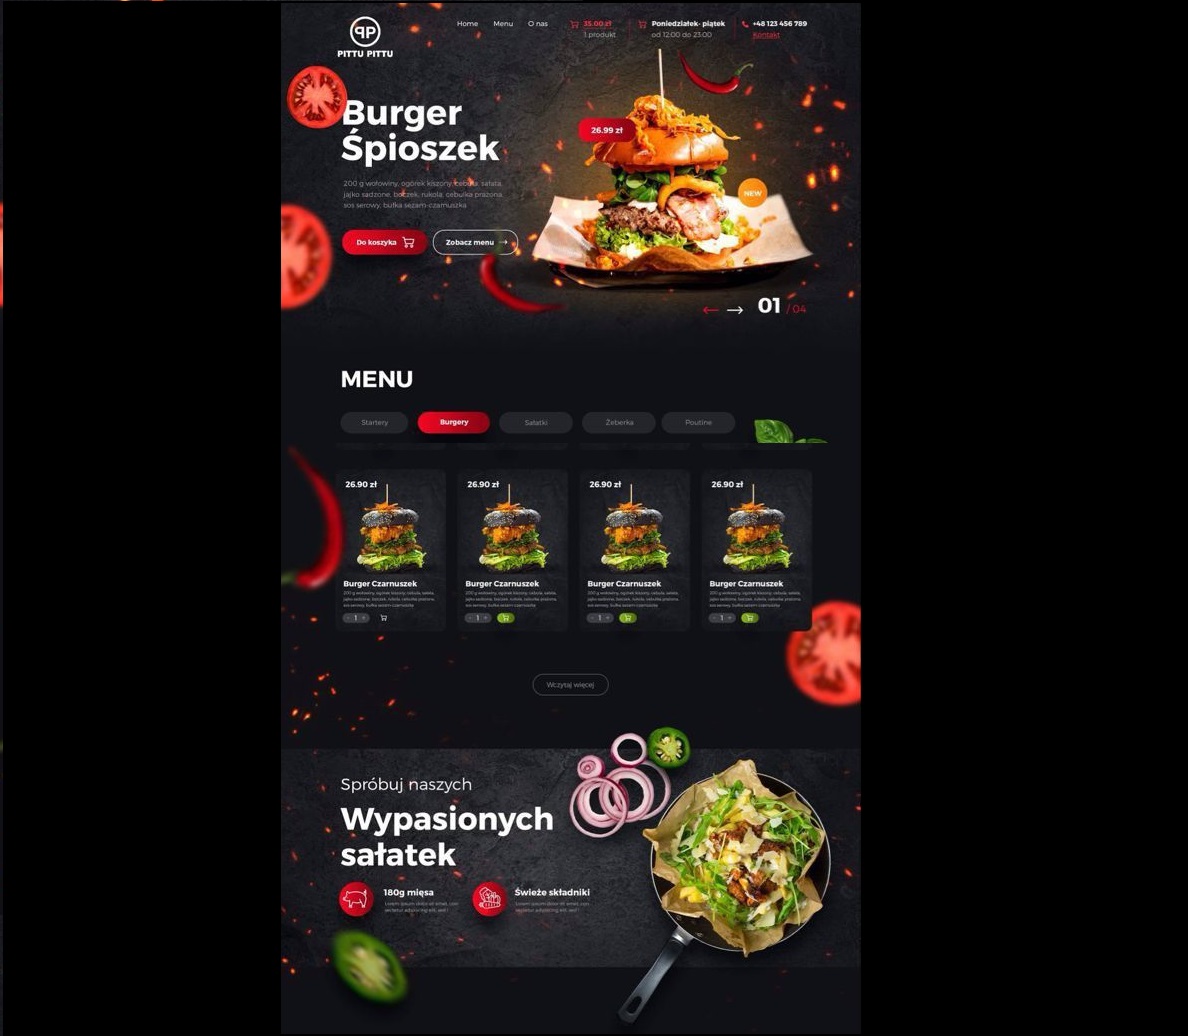 PP
PITTU PITTU
Home
Menu
O nas
35.00 zł
1 produkt
Poniedziałek- piątek
od 12:00 do 23:00
+48 123 456 789
Kontakt
Burger
Śpioszek
200 g wołowiny, ogórek kiszony, cebula, sałata,
jajko sadzone, boczek, rukola, cebulka prażona,
sos serowy, bułka sezam-czarnuszka
Do koszyka
Zobacz menu →
26.99 zł
NEW
← →
01 / 04
MENU
Startery
Burgery
Sałatki
Żeberka
Poutine
26.90 zł
Burger Czarnuszek
200 g wołowiny, ogórek kiszony, cebula, sałata,
jajko sadzone, boczek, rukola, cebulka prażona,
sos serowy, bułka sezam-czarnuszka
- 1 +
26.90 zł
Burger Czarnuszek
200 g wołowiny, ogórek kiszony, cebula, sałata,
jajko sadzone, boczek, rukola, cebulka prażona,
sos serowy, bułka sezam-czarnuszka
- 1 +
26.90 zł
Burger Czarnuszek
200 g wołowiny, ogórek kiszony, cebula, sałata,
jajko sadzone, boczek, rukola, cebulka prażona,
sos serowy, bułka sezam-czarnuszka
- 1 +
26.90 zł
Burger Czarnuszek
200 g wołowiny, ogórek kiszony, cebula, sałata,
jajko sadzone, boczek, rukola, cebulka prażona,
sos serowy, bułka sezam-czarnuszka
- 1 +
Wczytaj więcej
Spróbuj naszych
Wypasionych
sałatek
180g mięsa
Lorem ipsum dolor sit amet, con
sectetur adipiscing elit, sed
Świeże składniki
Lorem ipsum dolor sit amet, con
sectetur adipiscing elit, sed